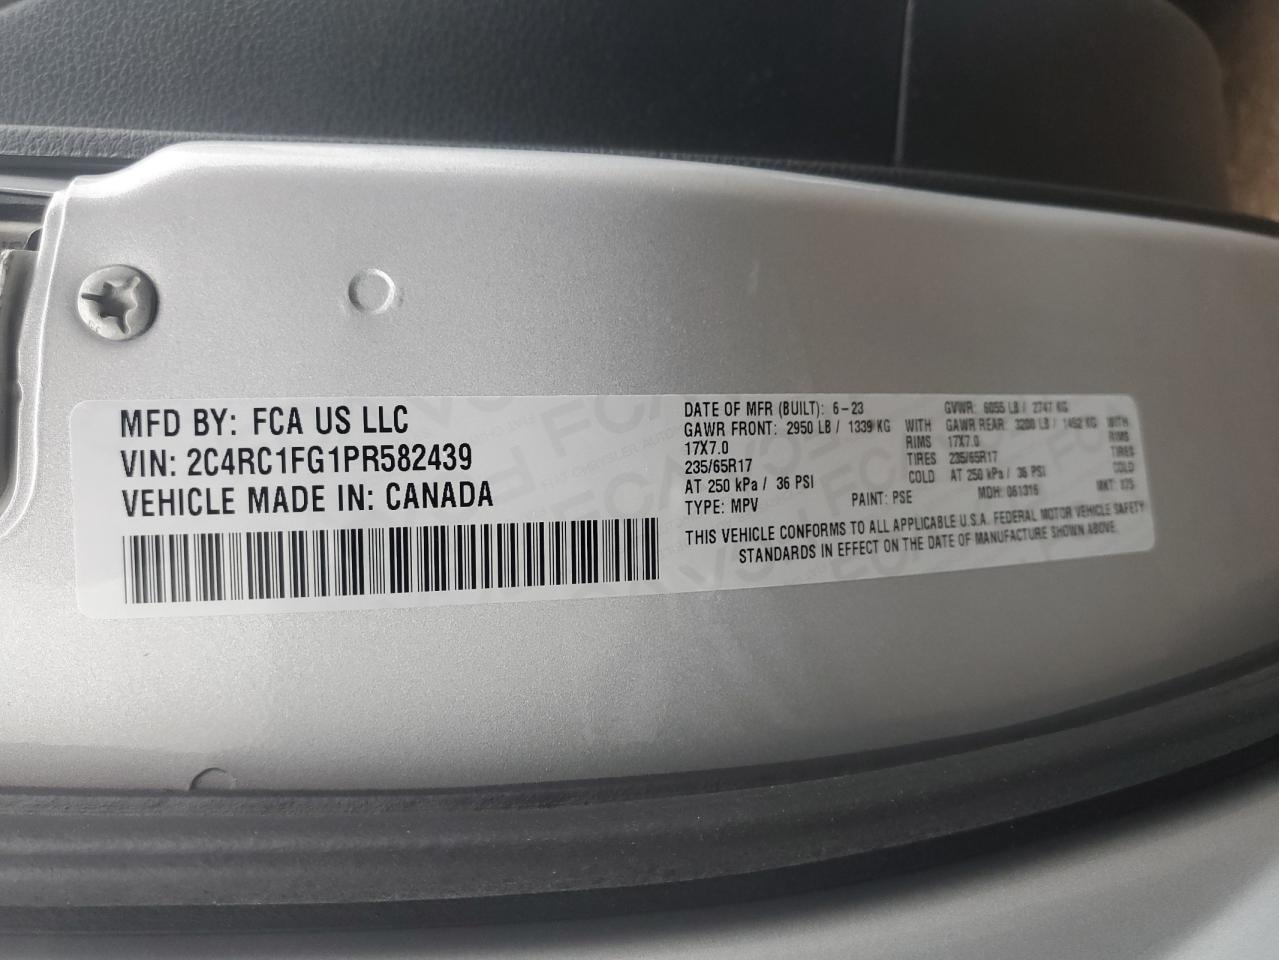 MFD BY: FCA US LLC
VIN: 2C4RC1FG1PR582439
VEHICLE MADE IN: CANADA
DATE OF MFR (BUILT): 6-23 GVWR: 6055 LB / 2747 KG
GAWR FRONT: 2950 LB / 1339 KG WITH GAWR REAR: 3200 LB / 1452 KG WITH
17X7.0 RIMS 17X7.0 RIMS
235/65R17 TIRES 235/65R17 TIRES
AT 250 kPa / 36 PSI COLD AT 250 kPa / 36 PSI COLD
TYPE: MPV PAINT: PSE MDH: 061316 MKT:
THIS VEHICLE CONFORMS TO ALL APPLICABLE U.S.A. FEDERAL MOTOR VEHICLE SAFETY
STANDARDS IN EFFECT ON THE DATE OF MANUFACTURE SHOWN ABOVE.